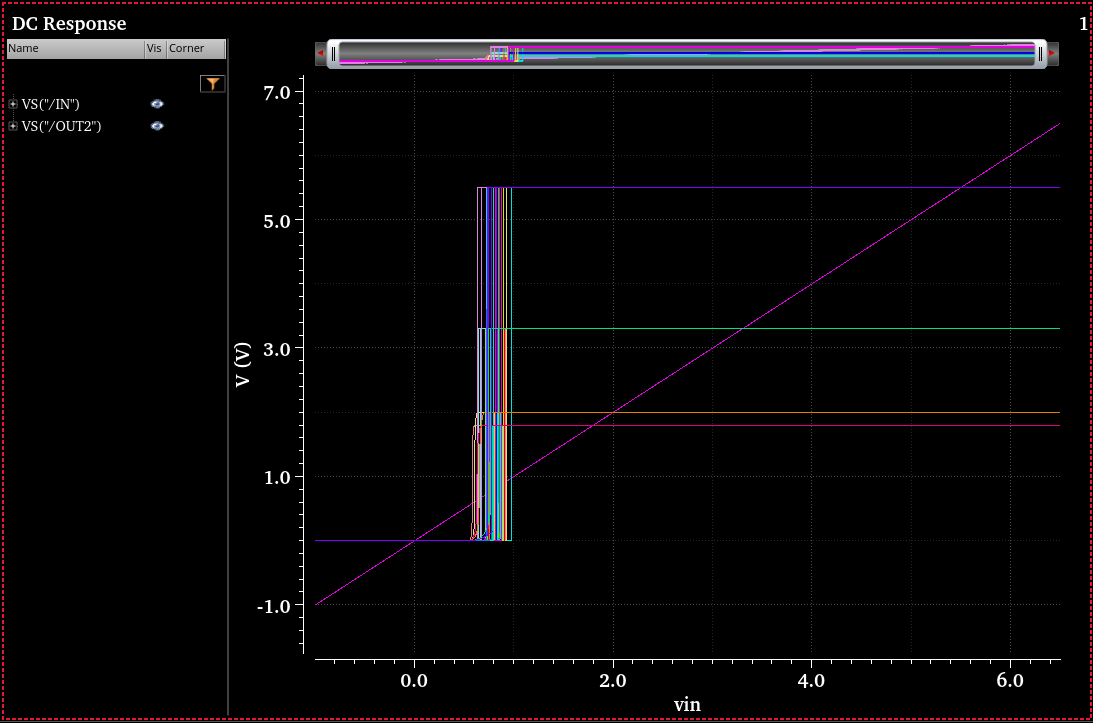 DC Response
1
Name Vis Corner
VS("/IN")
VS("/OUT2")
7.0
5.0
3.0
1.0
-1.0
V (V)
0.0 2.0 4.0 6.0
vin